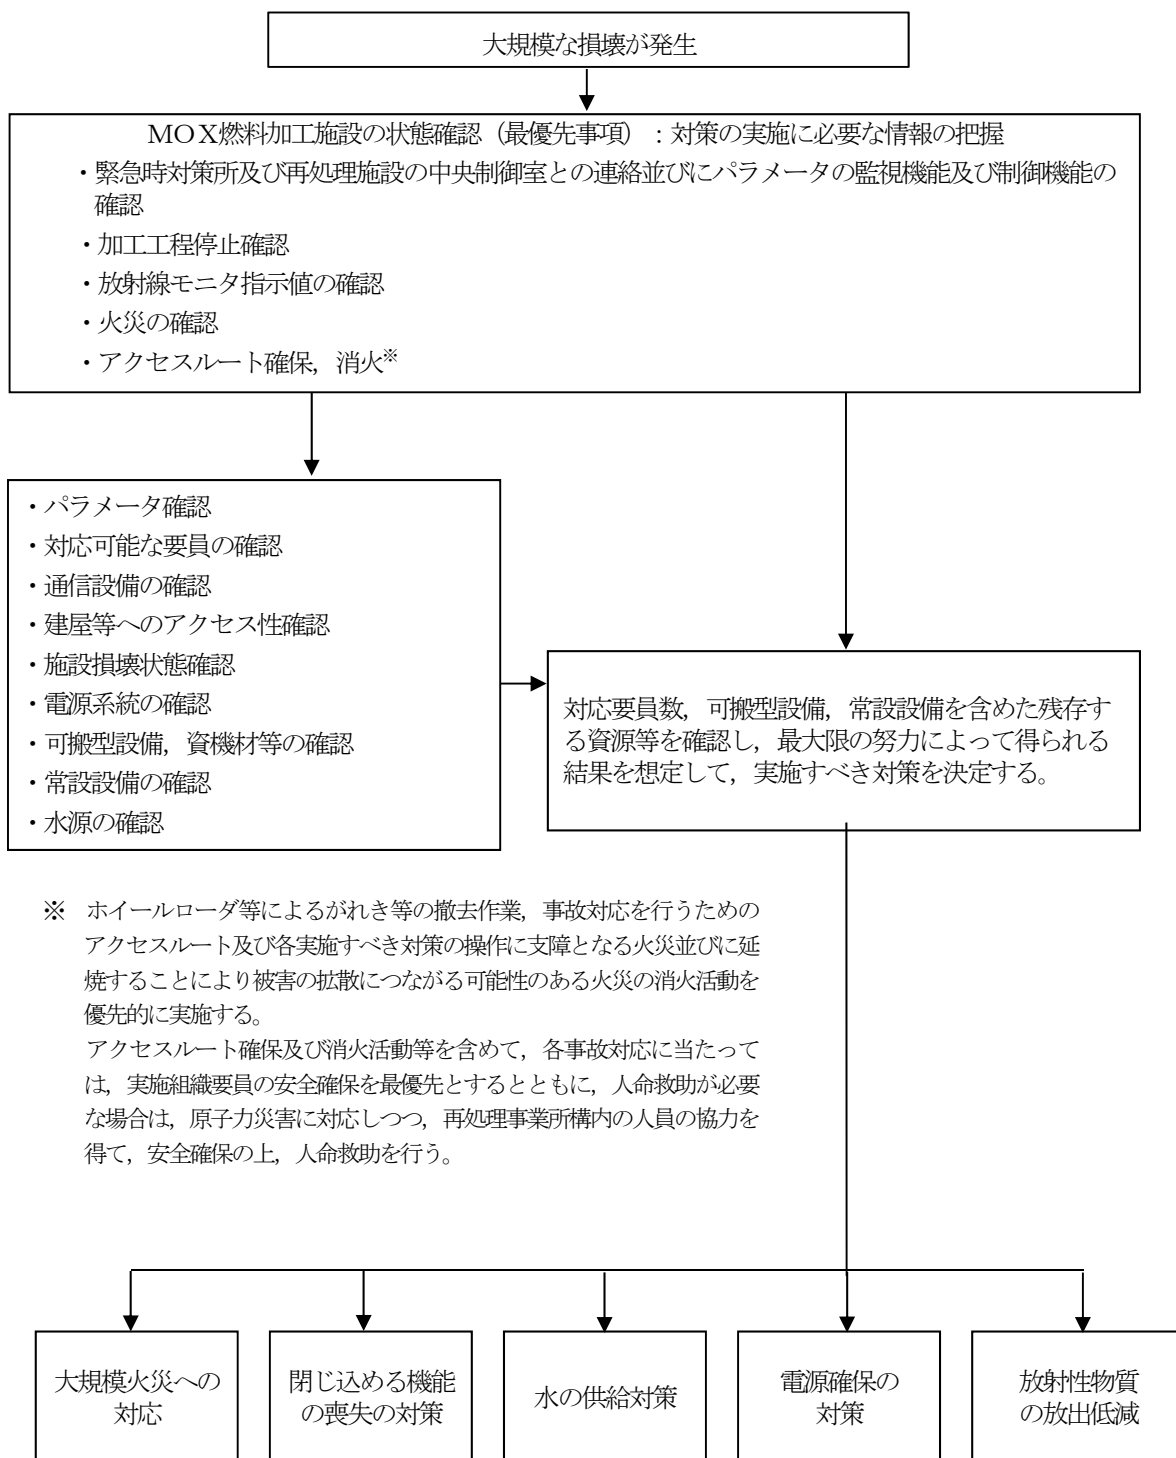 大規模な損壊が発生
MOX燃料加工施設の状態確認（最優先事項）：対策の実施に必要な情報の把握
・緊急時対策所及び再処理施設の中央制御室との連絡並びにパラメータの監視機能及び制御機能の
確認
・加工工程停止確認
・放射線モニタ指示値の確認
・火災の確認
・アクセスルート確保，消火※
・パラメータ確認
・対応可能な要員の確認
・通信設備の確認
・建屋等へのアクセス性確認
・施設損壊状態確認
・電源系統の確認
・可搬型設備，資機材等の確認
・常設設備の確認
・水源の確認
対応要員数，可搬型設備，常設設備を含めた残存す
る資源等を確認し，最大限の努力によって得られる
結果を想定して，実施すべき対策を決定する。
※　ホイールローダ等によるがれき等の撤去作業，事故対応を行うための
アクセスルート及び各実施すべき対策の操作に支障となる火災並びに延
焼することにより被害の拡散につながる可能性のある火災の消火活動を
優先的に実施する。
アクセスルート確保及び消火活動等を含めて，各事故対応に当たって
は，実施組織要員の安全確保を最優先とするとともに，人命救助が必要
な場合は，原子力災害に対応しつつ，再処理事業所構内の人員の協力を
得て，安全確保の上，人命救助を行う。
大規模火災への
対応
閉じ込める機能
の喪失の対策
水の供給対策
電源確保の
対策
放射性物質
の放出低減